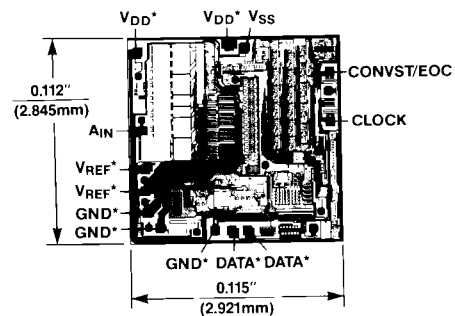 VDD*
VDD* VSS
0.112"
(2.845mm)
CONVST/EOC
CLOCK
AIN
VREF*
VREF*
GND*
GND*
GND* DATA* DATA*
0.115"
(2.921mm)